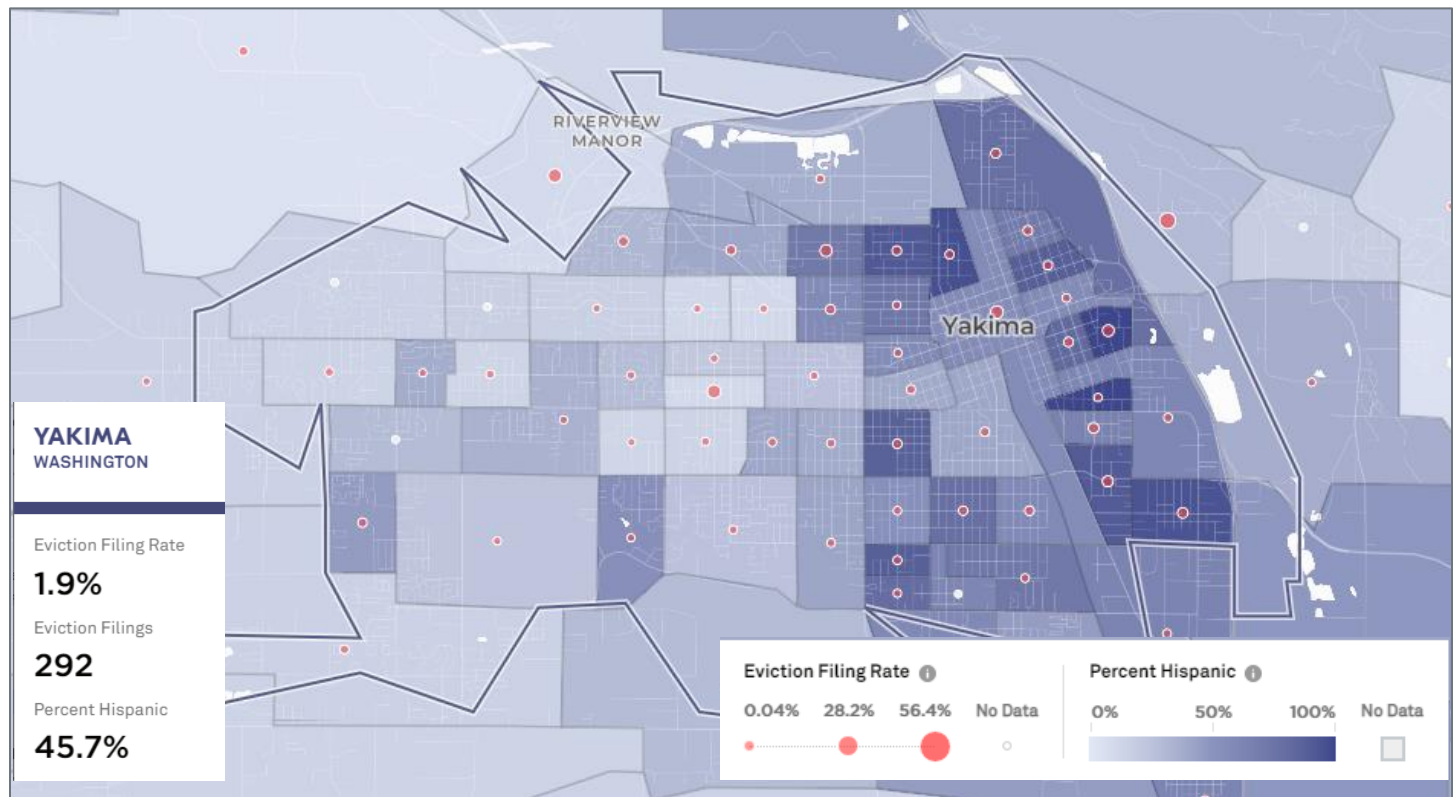 RIVERVIEW
MANOR
Yakima
YAKIMA
WASHINGTON
Eviction Filing Rate
1.9%
Eviction Filings
292
Percent Hispanic
45.7%
Eviction Filing Rate i
0.04% 28.2% 56.4% No Data
Percent Hispanic i
0% 50% 100% No Data